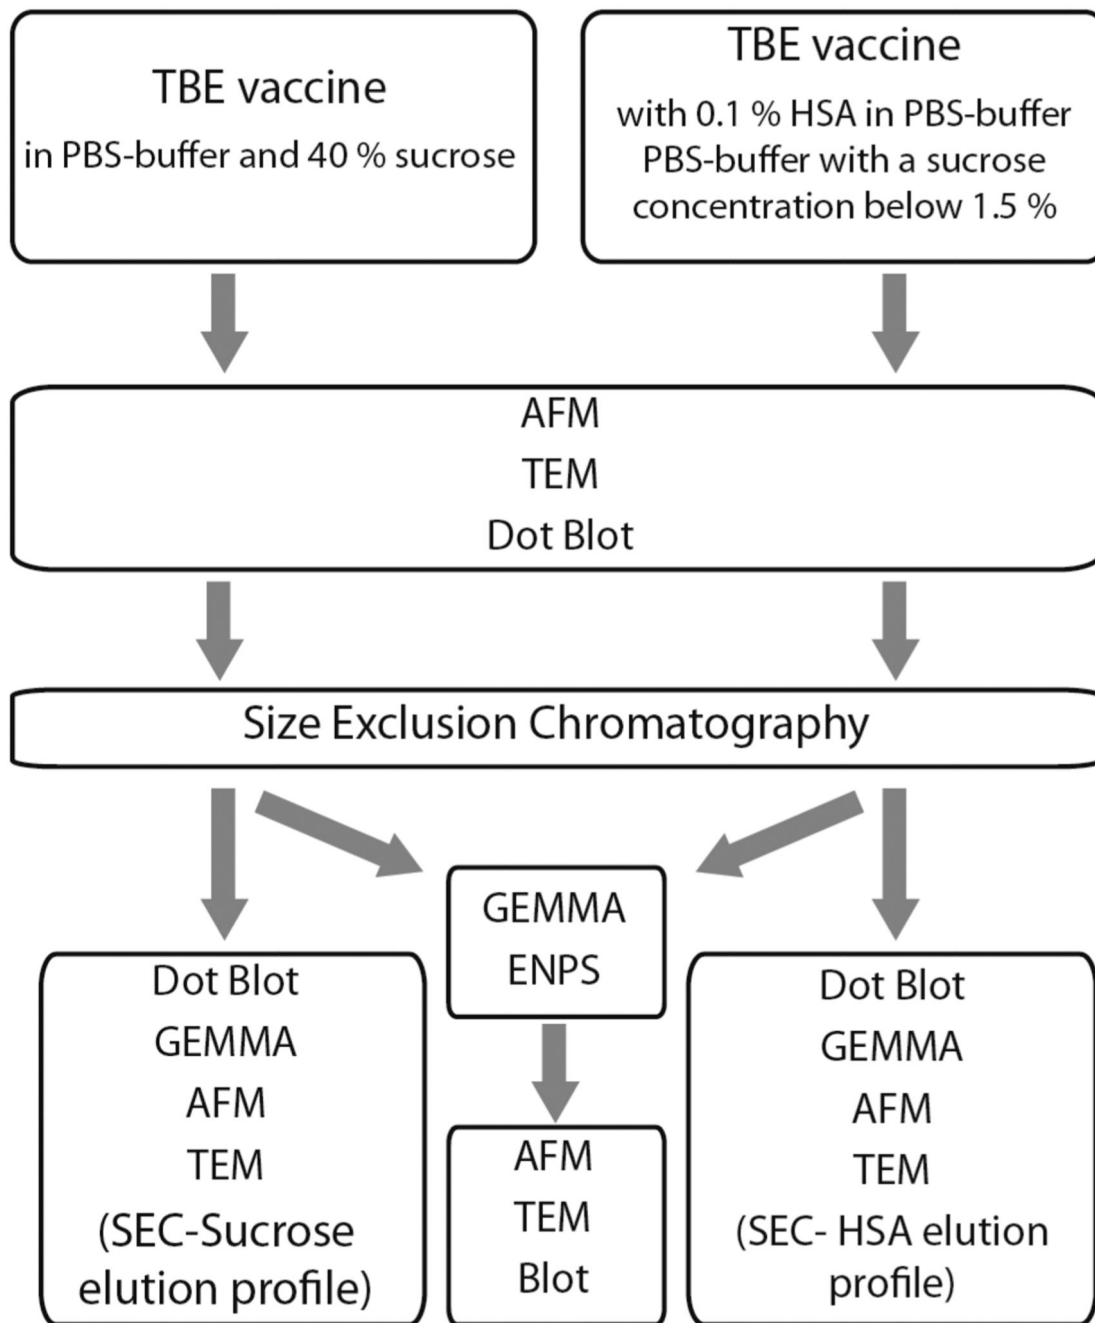 TBE vaccine
in PBS-buffer and 40 % sucrose
TBE vaccine
with 0.1 % HSA in PBS-buffer
PBS-buffer with a sucrose
concentration below 1.5 %
AFM
TEM
Dot Blot
Size Exclusion Chromatography
GEMMA
ENPS
Dot Blot
GEMMA
AFM
TEM
(SEC-Sucrose
elution profile)
AFM
TEM
Blot
Dot Blot
GEMMA
AFM
TEM
(SEC- HSA elution
profile)